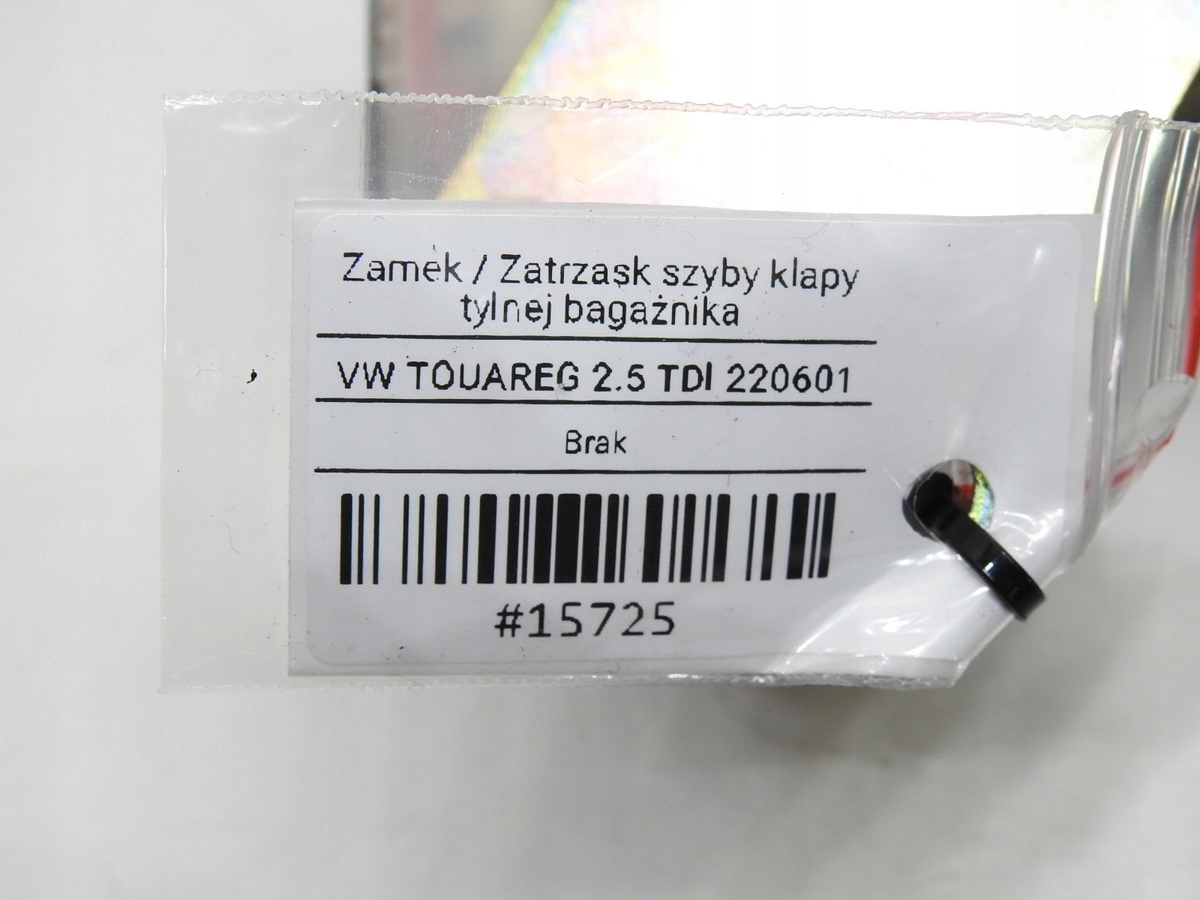 Zamek / Zatrzask szyby klapy
tylnej bagażnika
VW TOUAREG 2.5 TDI 220601
Brak
#15725